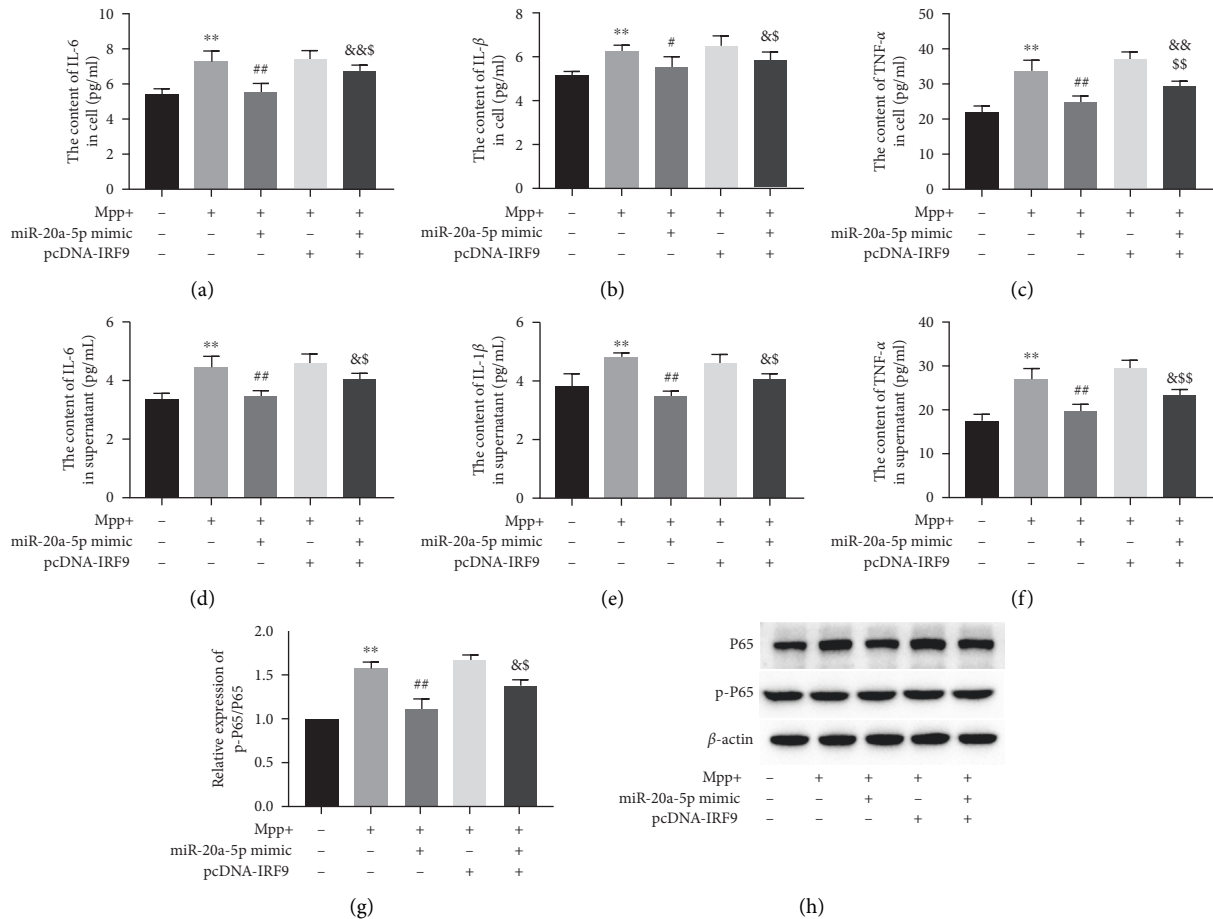 The content of IL-6
in cell (pg/ml)
10
8
6
4
2
0
**
##
&&$
Mpp+ – + + + +
miR-20a-5p mimic – – + – +
pcDNA-IRF9 – – – + +
(a)
The content of IL-β
in cell (pg/ml)
8
6
4
2
0
**
#
&$
Mpp+ – + + + +
miR-20a-5p mimic – – + – +
pcDNA-IRF9 – – – + +
(b)
The content of TNF-α
in cell (pg/ml)
50
40
30
20
10
0
**
##
&&
$$
Mpp+ – + + + +
miR-20a-5p mimic – – + – +
pcDNA-IRF9 – – – + +
(c)
The content of IL-6
in supernatant (pg/mL)
6
4
2
0
**
##
&$
Mpp+ – + + + +
miR-20a-5p mimic – – + – +
pcDNA-IRF9 – – – + +
(d)
The content of IL-1β
in supernatant (pg/mL)
6
4
2
0
**
##
&$
Mpp+ – + + + +
miR-20a-5p mimic – – + – +
pcDNA-IRF9 – – – + +
(e)
The content of TNF-α
in supernatant (pg/ml)
40
30
20
10
0
**
##
&$$
Mpp+ – + + + +
miR-20a-5p mimic – – + – +
pcDNA-IRF9 – – – + +
(f)
Relative expression of
p-P65/P65
2.0
1.5
1.0
0.5
0.0
**
##
&$
Mpp+ – + + + +
miR-20a-5p mimic – – + – +
pcDNA-IRF9 – – – + +
(g)
P65
p-P65
β-actin
Mpp+ – + + + +
miR-20a-5p mimic – – + – +
pcDNA-IRF9 – – – + +
(h)